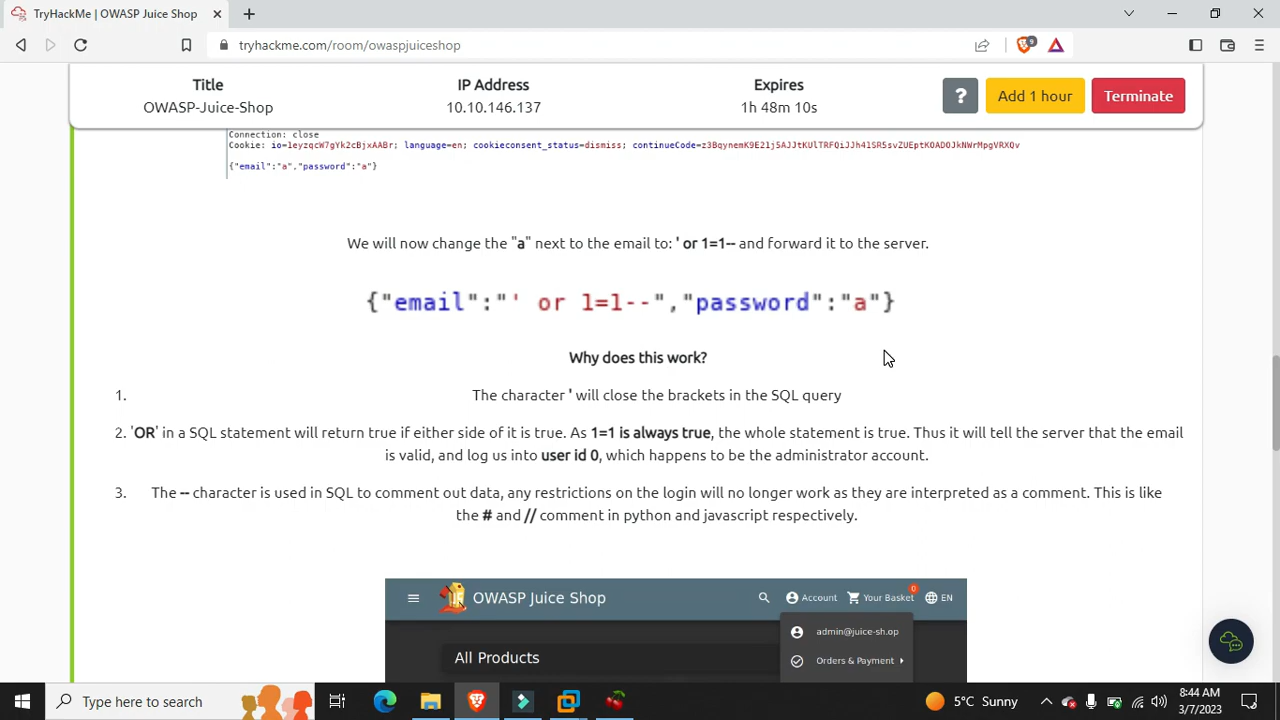 TryHackMe | OWASP Juice Shop
tryhackme.com/room/owaspjuiceshop
9
Title
IP Address
Expires
OWASP-Juice-Shop
10.10.146.137
1h 48m 10s
?
Add 1 hour
Terminate
Connection: close
Cookie: language=en; cookieconsent_status=dismiss;
{"email":"a","password":"a"}
We will now change the "a" next to the email to: ' or 1=1-- and forward it to the server.
{"email":"' or 1=1--","password":"a"}
Why does this work?
1. The character ' will close the brackets in the SQL query
2. 'OR' in a SQL statement will return true if either side of it is true. As 1=1 is always true, the whole statement is true. Thus it will tell the server that the email
is valid, and log us into user id 0, which happens to be the administrator account.
3. The -- character is used in SQL to comment out data, any restrictions on the login will no longer work as they are interpreted as a comment. This is like
the # and // comment in python and javascript respectively.
OWASP Juice Shop
Account
Your Basket
0
EN
admin@juice-sh.op
All Products
Orders & Payment
Type here to search
5°C Sunny
8:44 AM
3/7/2023